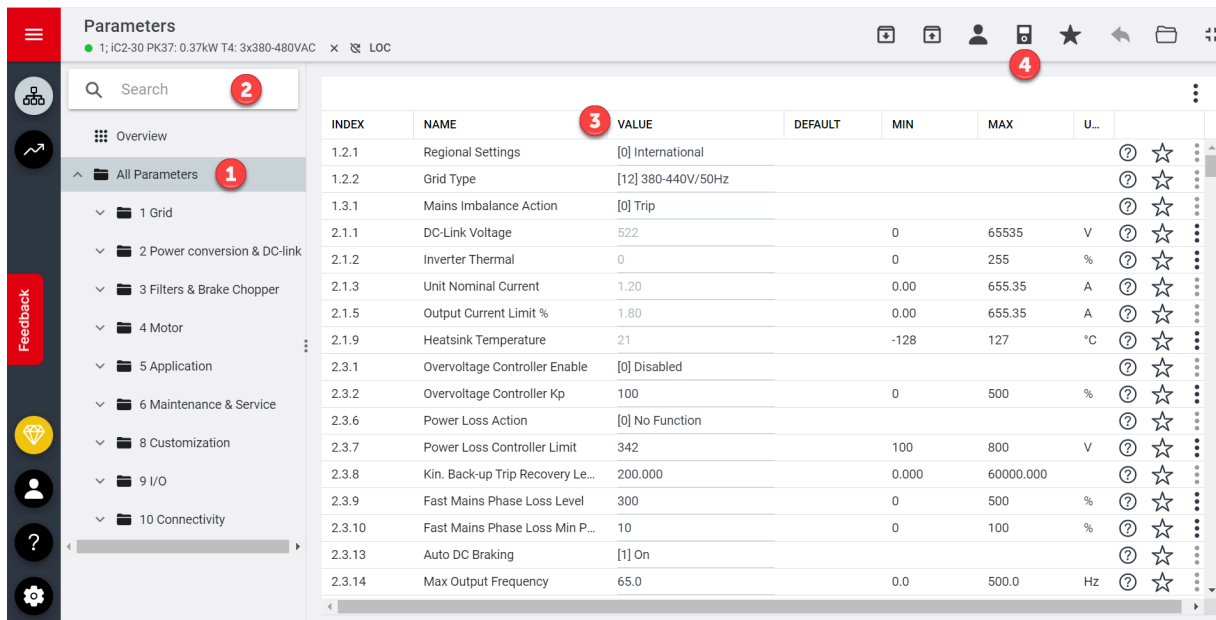 Parameters
1; iC2-30 PK37: 0.37kW T4: 3x380-480VAC LOC
4
Search 2
3
INDEX NAME VALUE DEFAULT MIN MAX U...
Overview
All Parameters 1
1 Grid
2 Power conversion & DC-link
3 Filters & Brake Chopper
4 Motor
5 Application
6 Maintenance & Service
8 Customization
9 I/O
10 Connectivity
Feedback
1.2.1 Regional Settings [0] International
1.2.2 Grid Type [12] 380-440V/50Hz
1.3.1 Mains Imbalance Action [0] Trip
2.1.1 DC-Link Voltage 522 0 65535 V
2.1.2 Inverter Thermal 0 0 255 %
2.1.3 Unit Nominal Current 1.20 0.00 655.35 A
2.1.5 Output Current Limit % 1.80 0.00 655.35 A
2.1.9 Heatsink Temperature 21 -128 127 °C
2.3.1 Overvoltage Controller Enable [0] Disabled
2.3.2 Overvoltage Controller Kp 100 0 500 %
2.3.6 Power Loss Action [0] No Function
2.3.7 Power Loss Controller Limit 342 100 800 V
2.3.8 Kin. Back-up Trip Recovery Le... 200.000 0.000 60000.000
2.3.9 Fast Mains Phase Loss Level 300 0 500 %
2.3.10 Fast Mains Phase Loss Min P... 10 0 100 %
2.3.13 Auto DC Braking [1] On
2.3.14 Max Output Frequency 65.0 0.0 500.0 Hz